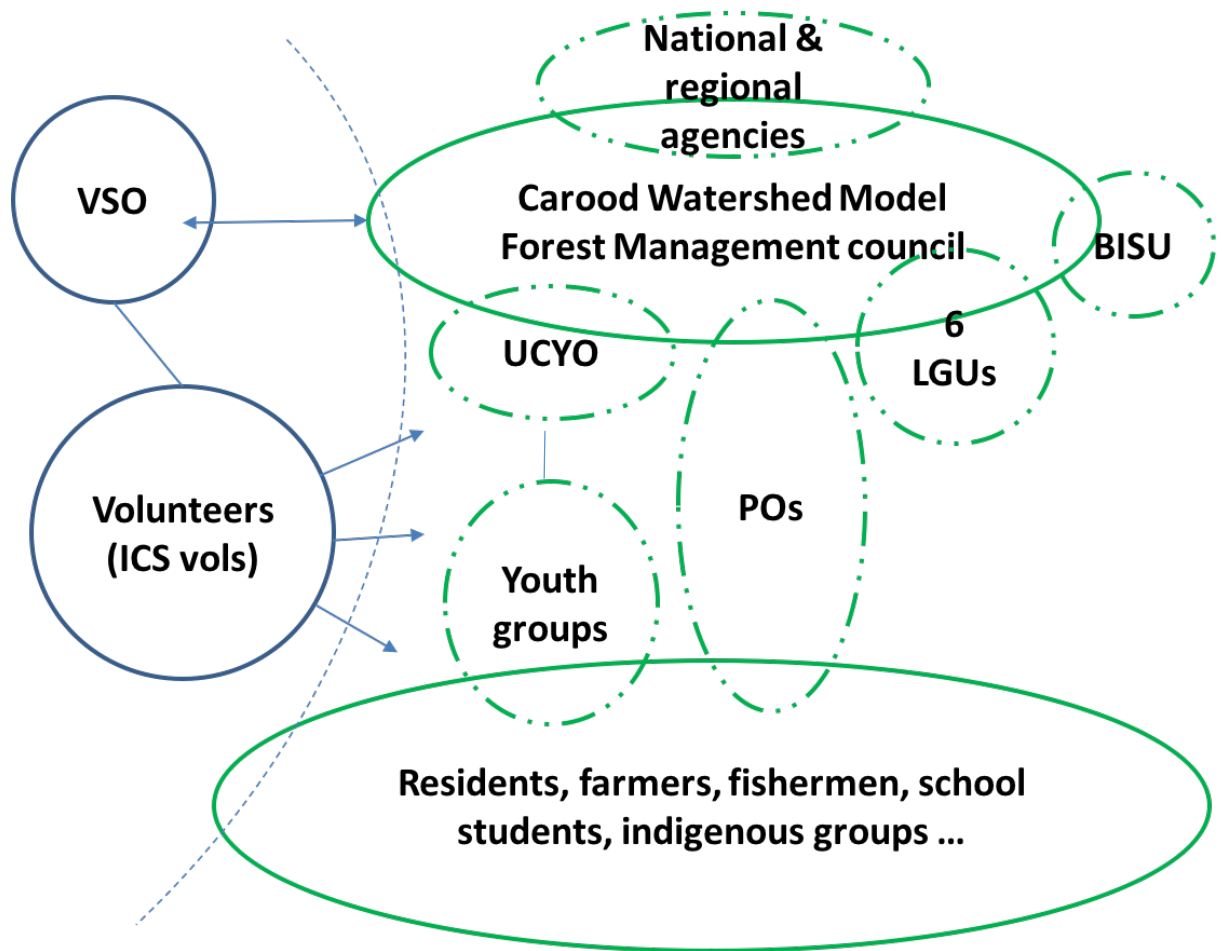 National &
regional
agencies
VSO
Carood Watershed Model
Forest Management council
BISU
UCYO
6
LGUs
Volunteers
(ICS vols)
POs
Youth
groups
Residents, farmers, fishermen, school
students, indigenous groups ...